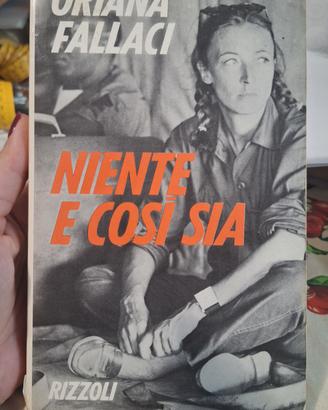 ORIANA
FALLACI
NIENTE
E COSÌ SIA
RIZZOLI